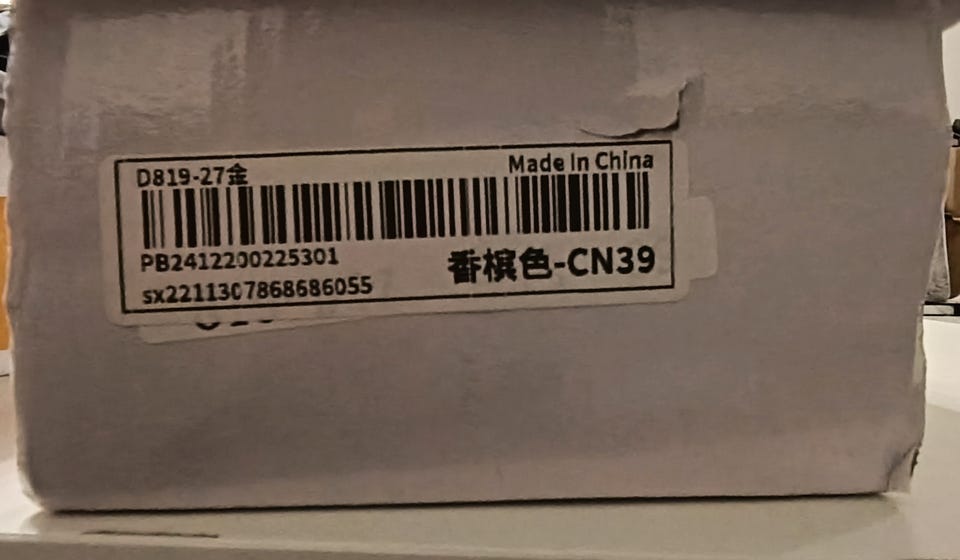 D819-27金
Made In China
PB2412200225301
香槟色-CN39
sx2211307868686055